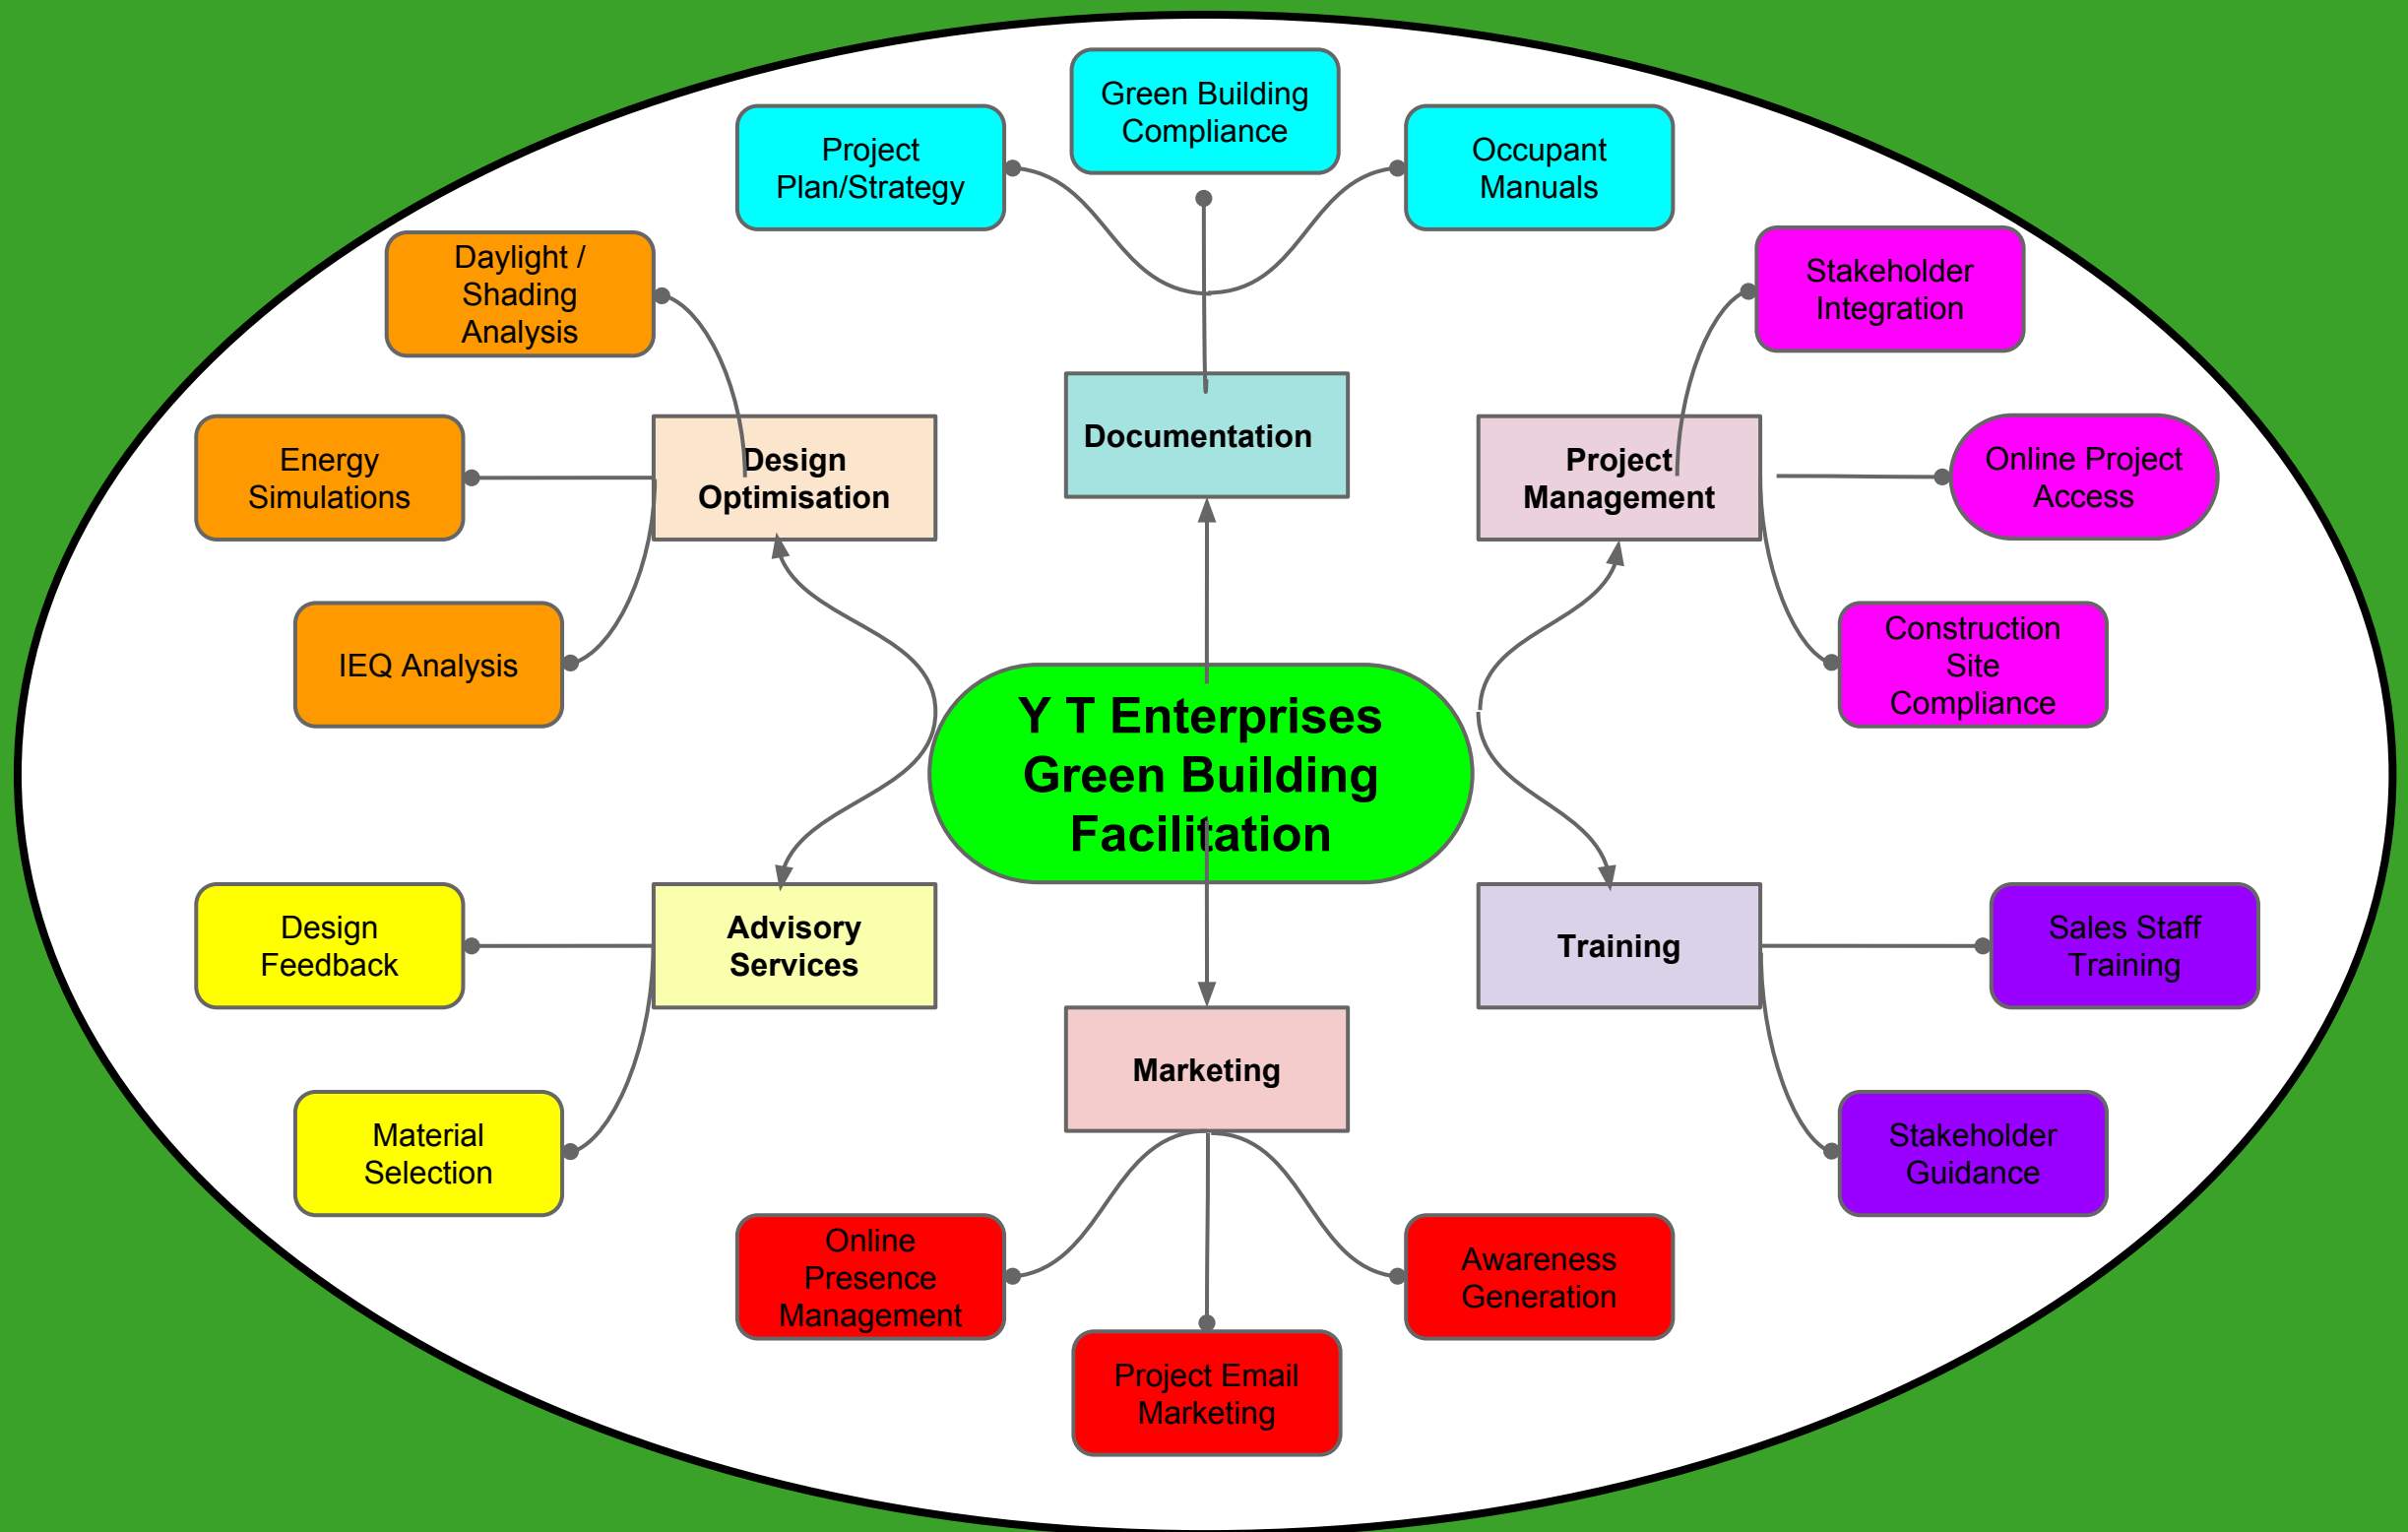 Green Building
Compliance
Project
Plan/Strategy
Occupant
Manuals
Daylight /
Shading
Analysis
Stakeholder
Integration
Energy
Simulations
Design
Optimisation
Documentation
Project
Management
Online Project
Access
IEQ Analysis
Construction
Site
Compliance
Y T Enterprises
Green Building
Facilitation
Design
Feedback
Advisory
Services
Training
Sales Staff
Training
Marketing
Material
Selection
Stakeholder
Guidance
Online
Presence
Management
Awareness
Generation
Project Email
Marketing